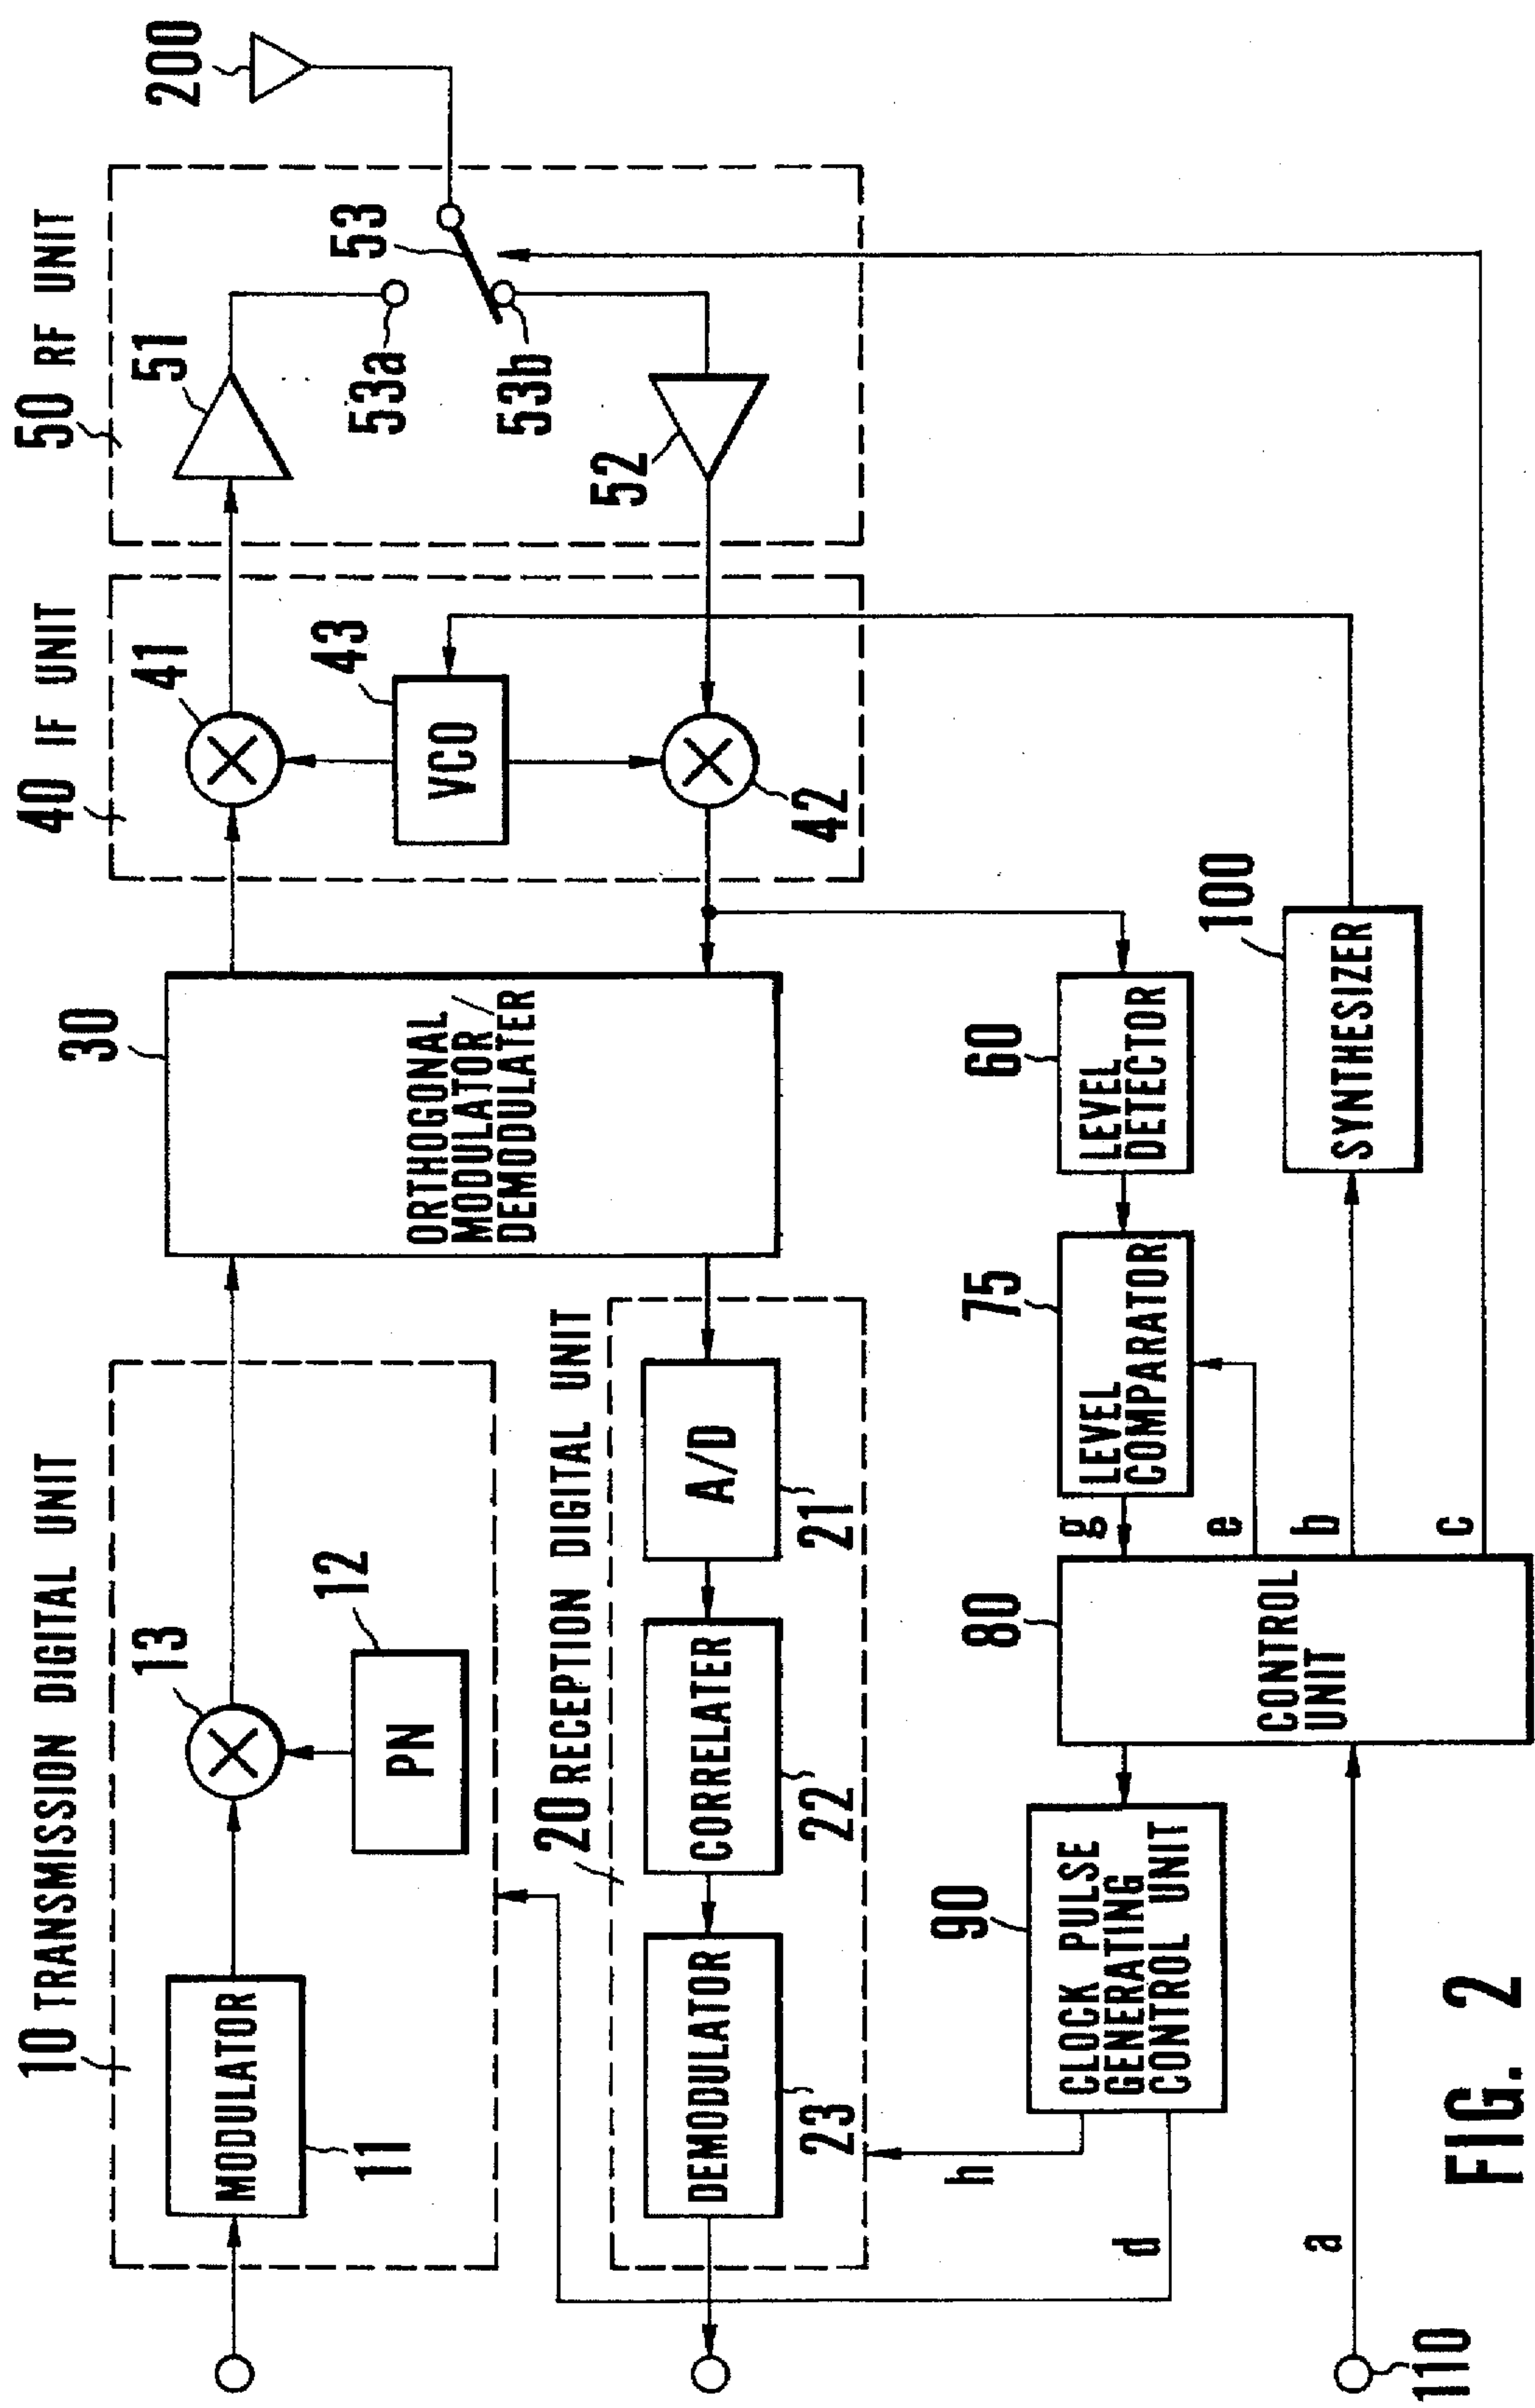 10 TRANSMISSION DIGITAL UNIT
40 IF UNIT
50 RF UNIT
200
13
41
51
MODULATOR
11
PN
12
30
ORTHOGONAL
MODULATOR /
DEMODULATER
VCO
43
53
53a
53b
20 RECEPTION DIGITAL UNIT
52
DEMODULATOR
23
CORRELATER
22
A/D
21
42
h
90
CLOCK PULSE
GENERATING
CONTROL UNIT
d
80
CONTROL
UNIT
g
e
b
c
75
LEVEL
COMPARATOR
60
LEVEL
DETECTOR
100
SYNTHESIZER
a
110
FIG. 2